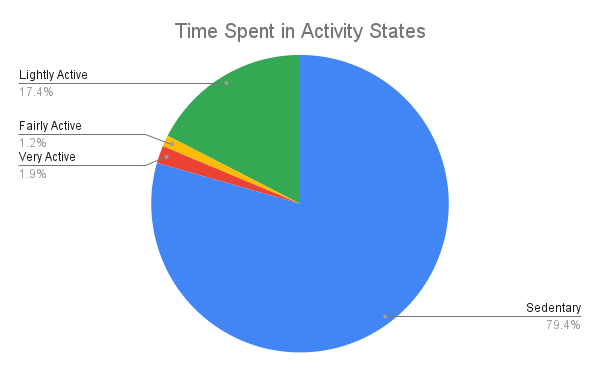 Time Spent in Activity States
Lightly Active
17.4%
Fairly Active
1.2%
Very Active
1.9%
Sedentary
79.4%